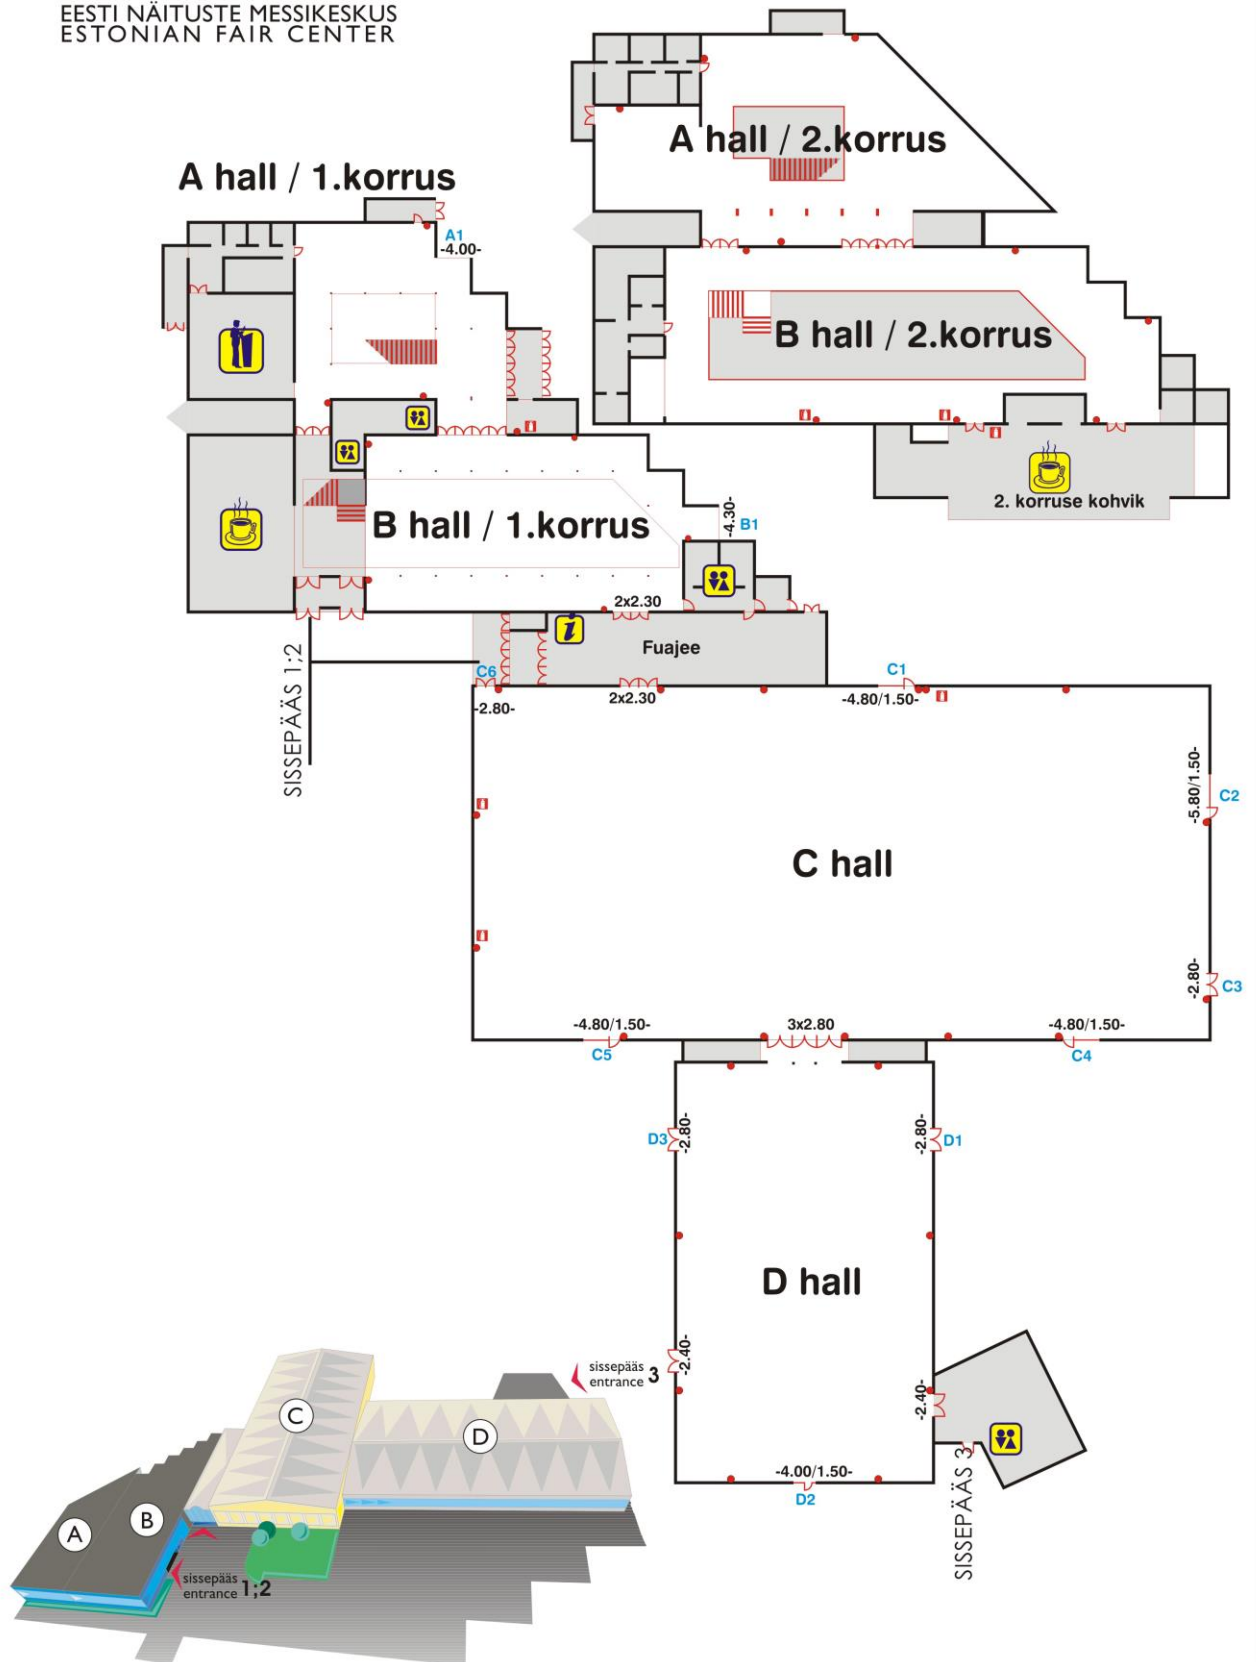 EESTI NÄITUSTE MESSIKESKUS
ESTONIAN FAIR CENTER
A hall / 2.korrus
A hall / 1.korrus
A1
-4.00-
B hall / 2.korrus
2. korruse kohvik
B hall / 1.korrus
-4.30-
B1
2x2.30
i
Fuajee
SISSEPÄÄS 1;2
C6
-2.80-
2x2.30
C1
-4.80/1.50-
-5.80/1.50-
C2
C hall
-2.80-
C3
-4.80/1.50-
C5
3x2.80
-4.80/1.50-
C4
D3
-2.80-
-2.80-
D1
D hall
-2.40-
-2.40-
-4.00/1.50-
D2
SISSEPÄÄS 3
sissepääs
entrance 3
C
D
A
B
sissepääs
entrance 1;2